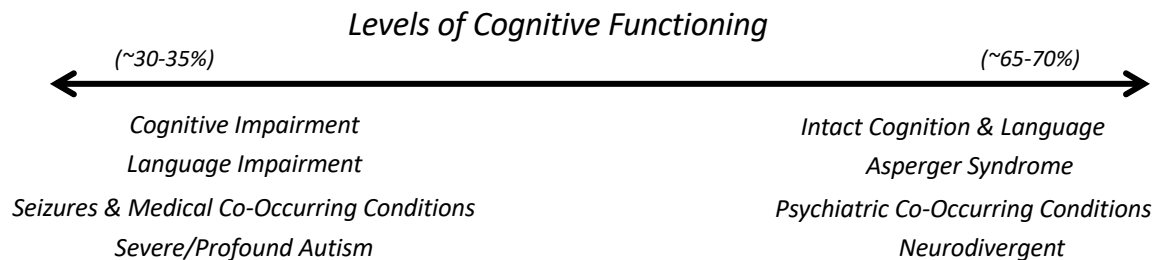 Levels of Cognitive Functioning
(~30-35%)
(~65-70%)
Cognitive Impairment
Language Impairment
Seizures & Medical Co-Occurring Conditions
Severe/Profound Autism
Intact Cognition & Language
Asperger Syndrome
Psychiatric Co-Occurring Conditions
Neurodivergent